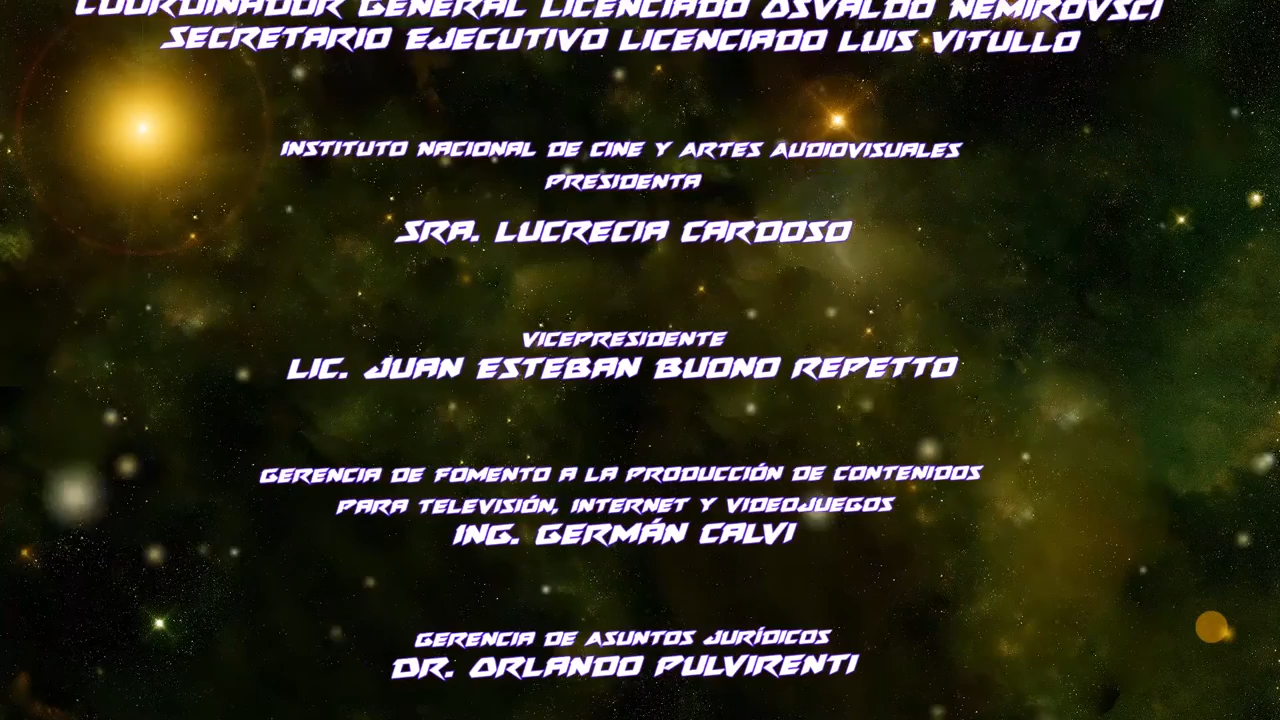 COORDINADOR GENERAL LICENCIADO OSVALDO NEMIROVSCI
SECRETARIO EJECUTIVO LICENCIADO LUIS VITULLO
INSTITUTO NACIONAL DE CINE Y ARTES AUDIOVISUALES
PRESIDENTA
SRA. LUCRECIA CARDOSO
VICEPRESIDENTE
LIC. JUAN ESTEBAN BUONO REPETTO
GERENCIA DE FOMENTO A LA PRODUCCIÓN DE CONTENIDOS
PARA TELEVISIÓN, INTERNET Y VIDEOJUEGOS
ING. GERMÁN CALVI
GERENCIA DE ASUNTOS JURÍDICOS
DR. ORLANDO PULVIRENTI